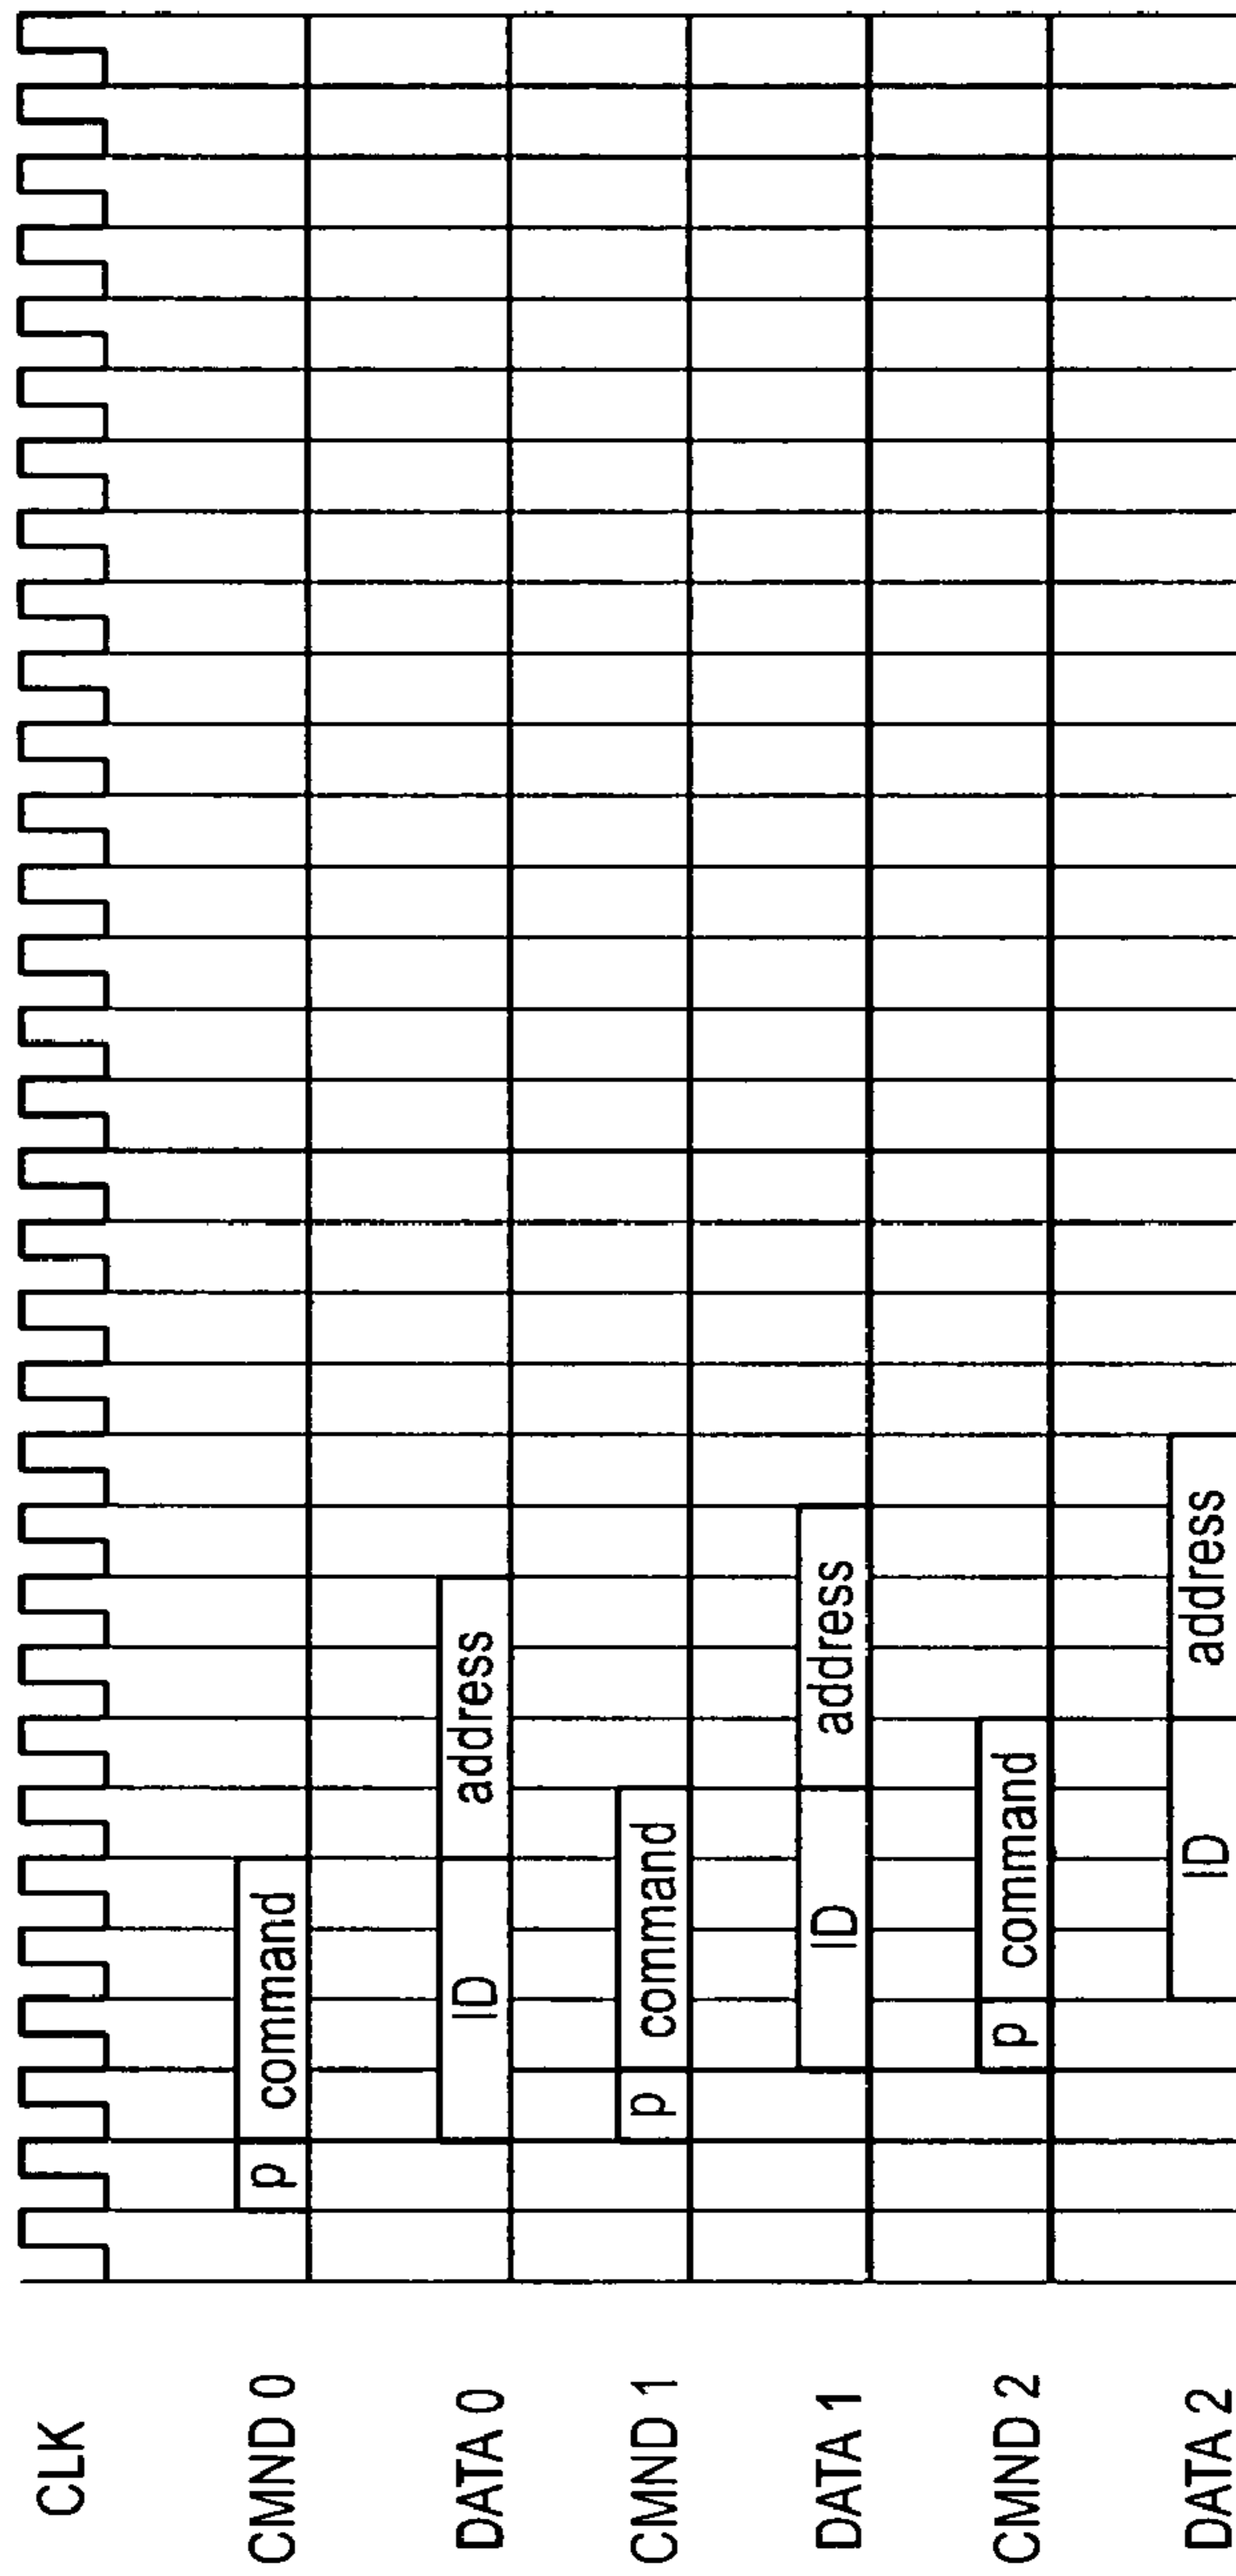 CLK
CMND 0 p command
DATA 0 ID address
CMND 1 p command
DATA 1 ID address
CMND 2 p command
DATA 2 ID address